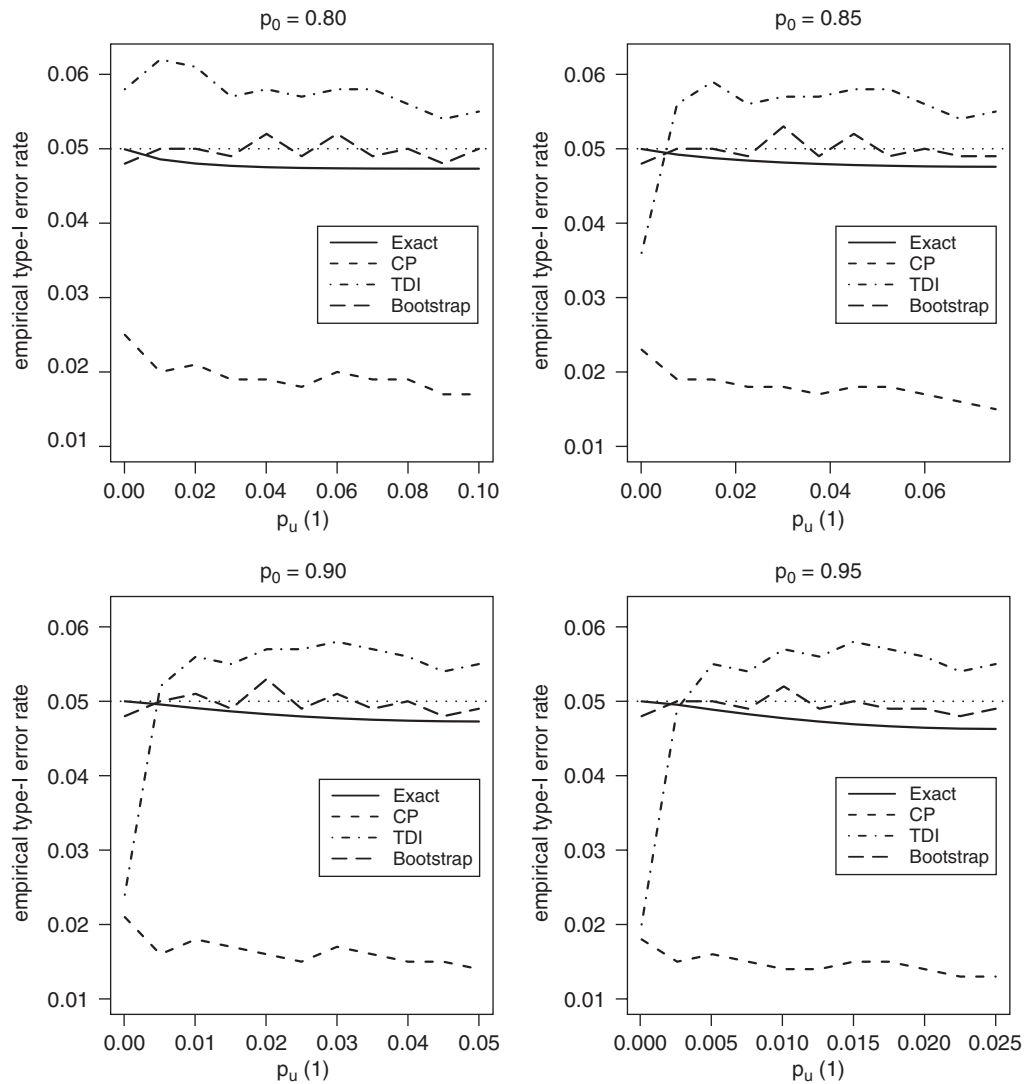 p0 = 0.80
empirical type-I error rate
0.06
0.05
0.04
0.03
0.02
0.01
Exact
CP
TDI
Bootstrap
0.00 0.02 0.04 0.06 0.08 0.10
pu (1)
p0 = 0.85
empirical type-I error rate
0.06
0.05
0.04
0.03
0.02
0.01
Exact
CP
TDI
Bootstrap
0.00 0.02 0.04 0.06
pu (1)
p0 = 0.90
empirical type-I error rate
0.06
0.05
0.04
0.03
0.02
0.01
Exact
CP
TDI
Bootstrap
0.00 0.01 0.02 0.03 0.04 0.05
pu (1)
p0 = 0.95
empirical type-I error rate
0.06
0.05
0.04
0.03
0.02
0.01
Exact
CP
TDI
Bootstrap
0.000 0.005 0.010 0.015 0.020 0.025
pu (1)